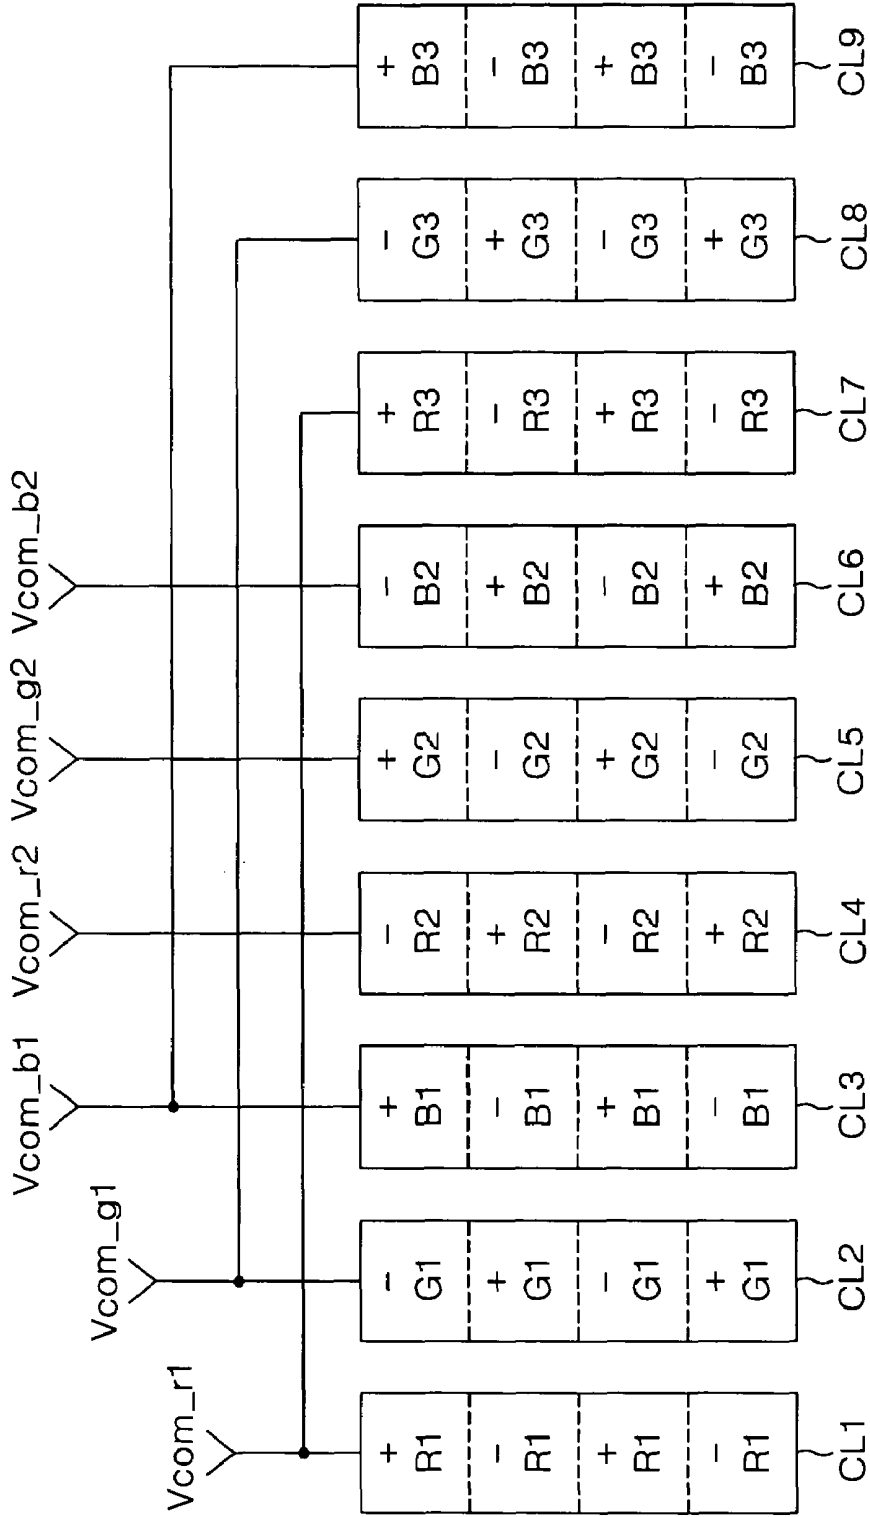 Vcom_r1
Vcom_g1
Vcom_b1
Vcom_r2
Vcom_g2
Vcom_b2
+ R1
- R1
+ R1
- R1
CL1
- G1
+ G1
- G1
+ G1
CL2
+ B1
- B1
+ B1
- B1
CL3
- R2
+ R2
- R2
+ R2
CL4
+ G2
- G2
+ G2
- G2
CL5
- B2
+ B2
- B2
+ B2
CL6
+ R3
- R3
+ R3
- R3
CL7
- G3
+ G3
- G3
+ G3
CL8
+ B3
- B3
+ B3
- B3
CL9